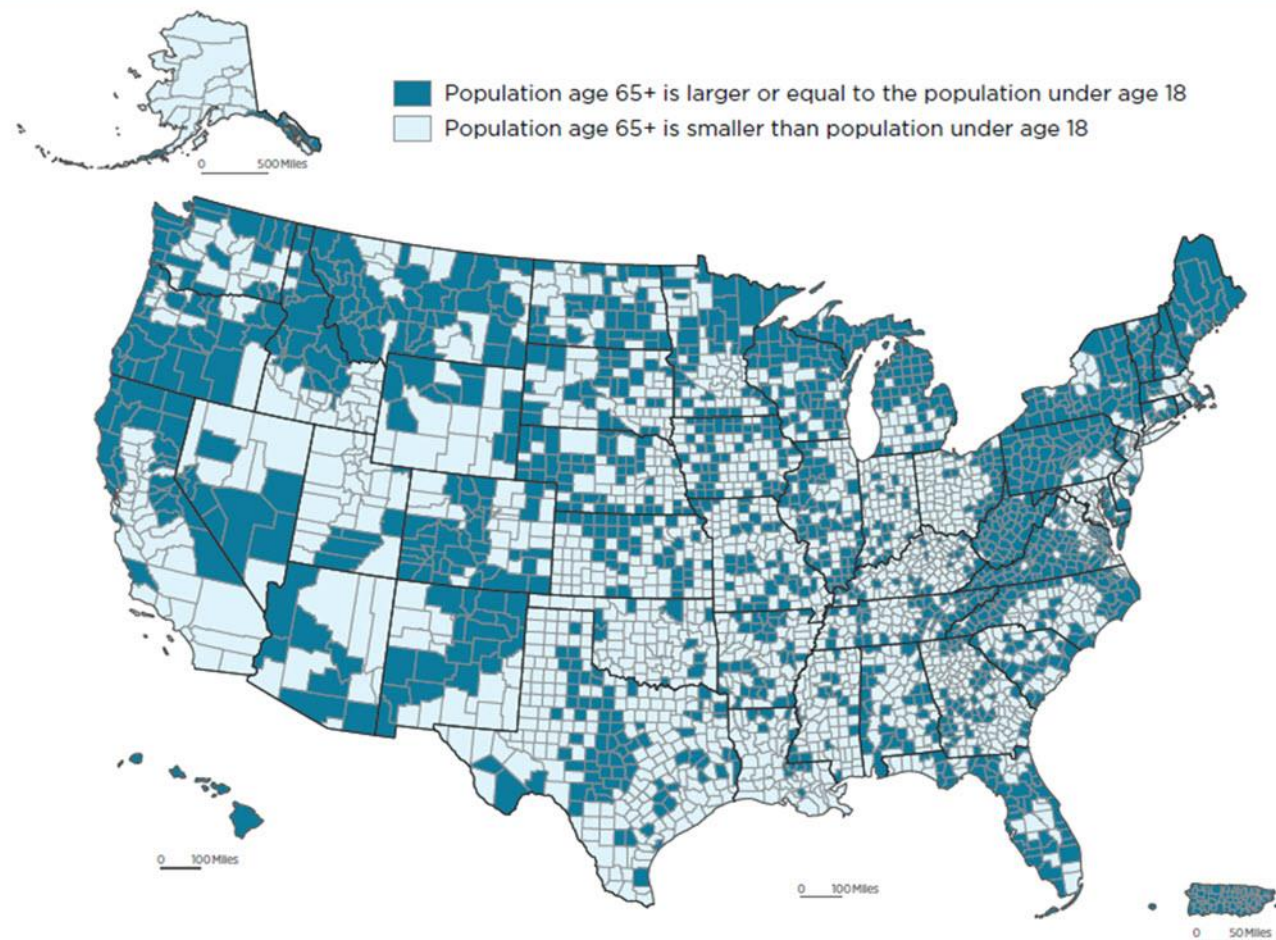 Population age 65+ is larger or equal to the population under age 18
Population age 65+ is smaller than population under age 18
0 500 Miles
0 100 Miles
0 100 Miles
0 50 Miles